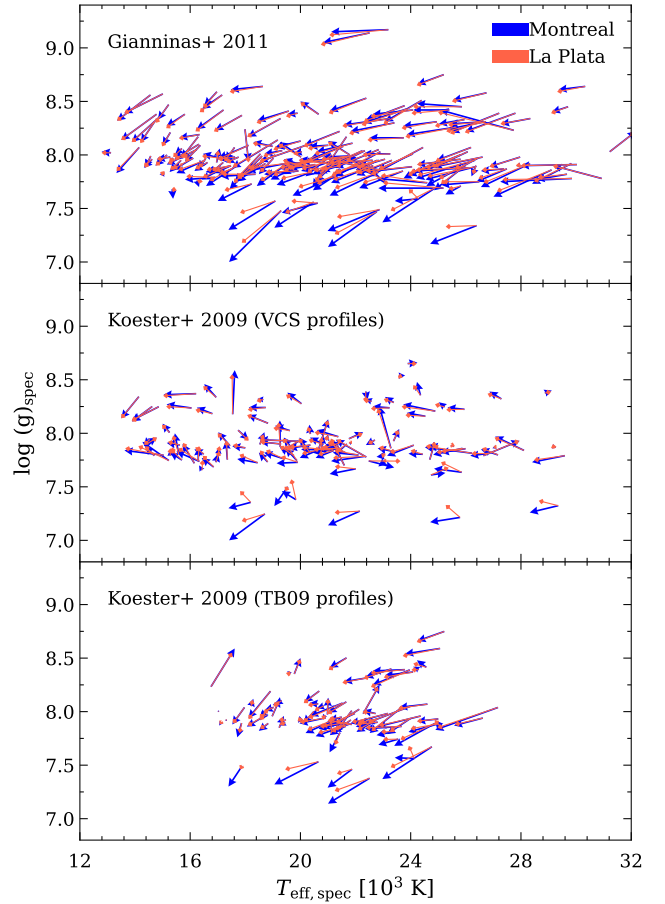 Gianninas+ 2011
Montreal
La Plata
9.0
8.5
8.0
7.5
7.0
Koester+ 2009 (VCS profiles)
9.0
8.5
8.0
7.5
7.0
log (g)spec
Koester+ 2009 (TB09 profiles)
9.0
8.5
8.0
7.5
7.0
12 16 20 24 28 32
Teff, spec [10³ K]